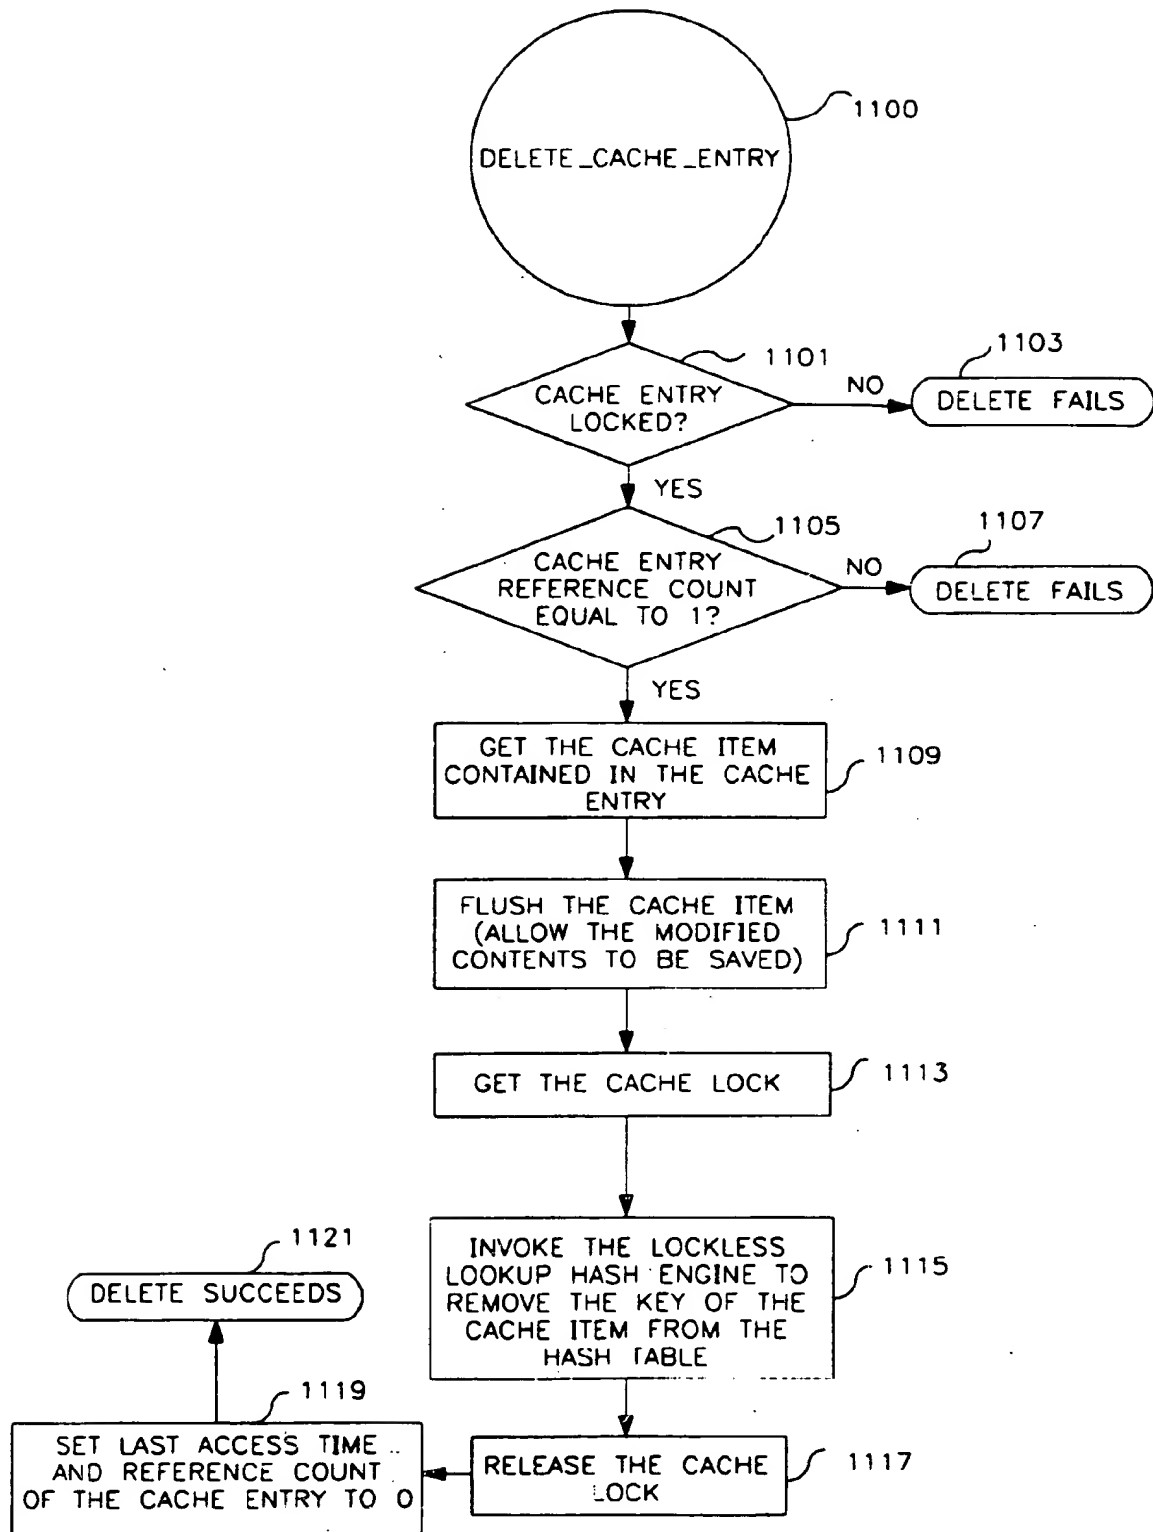 1100
DELETE_CACHE_ENTRY
1101
1103
CACHE ENTRY
LOCKED?
NO
DELETE FAILS
YES
1105
1107
CACHE ENTRY
REFERENCE COUNT
EQUAL TO 1?
NO
DELETE FAILS
YES
GET THE CACHE ITEM
CONTAINED IN THE CACHE
ENTRY
1109
FLUSH THE CACHE ITEM
(ALLOW THE MODIFIED
CONTENTS TO BE SAVED)
1111
GET THE CACHE LOCK
1113
INVOKE THE LOCKLESS
LOOKUP HASH ENGINE TO
REMOVE THE KEY OF THE
CACHE ITEM FROM THE
HASH TABLE
1115
RELEASE THE CACHE
LOCK
1117
1119
SET LAST ACCESS TIME
AND REFERENCE COUNT
OF THE CACHE ENTRY TO 0
1121
DELETE SUCCEEDS